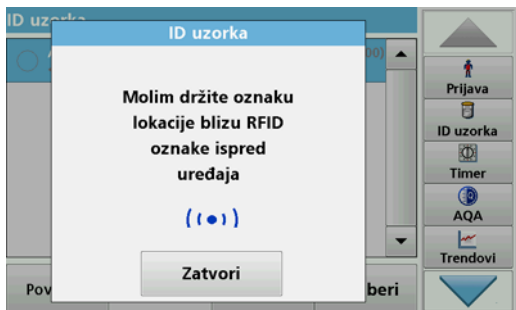 ID uzorka
Molim držite oznaku
lokacije blizu RFID
oznake ispred
uređaja
Zatvori
Prijava
ID uzorka
Timer
AQA
Trendovi